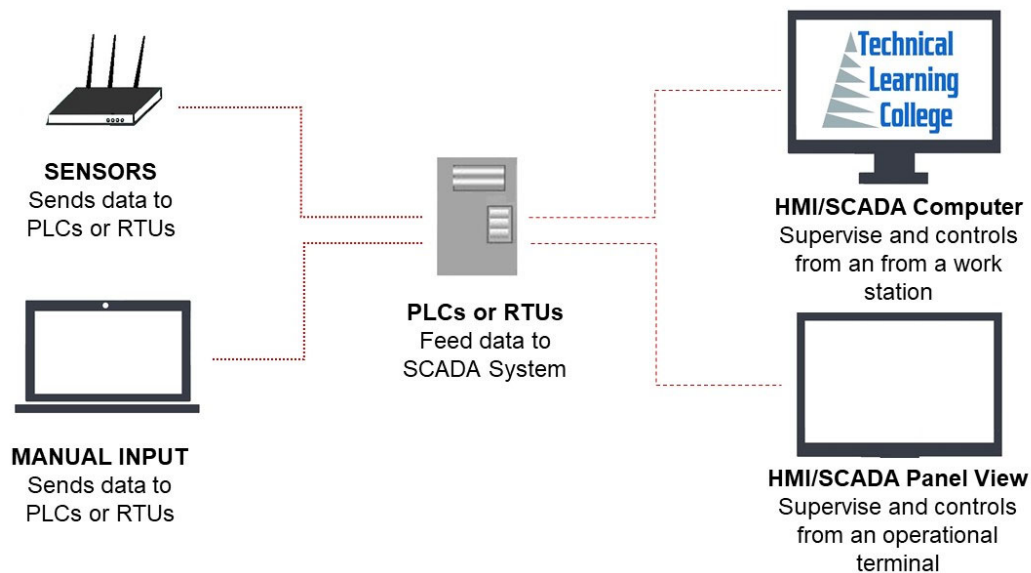 SENSORS
Sends data to
PLCs or RTUs
MANUAL INPUT
Sends data to
PLCs or RTUs
PLCs or RTUs
Feed data to
SCADA System
Technical
Learning
College
HMI/SCADA Computer
Supervise and controls
from an from a work
station
HMI/SCADA Panel View
Supervise and controls
from an operational
terminal